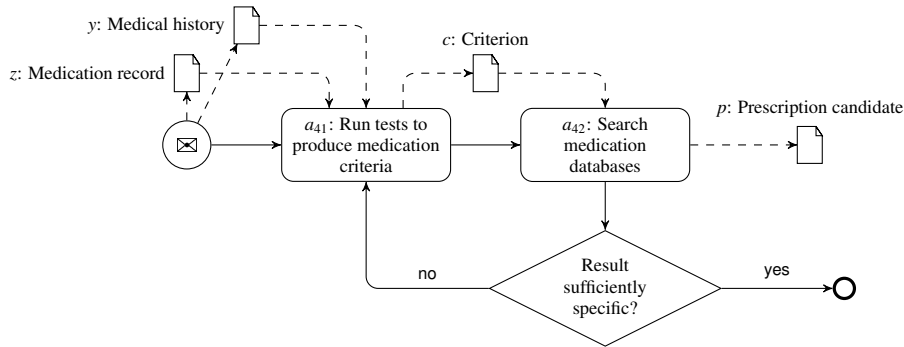 y: Medical history
c: Criterion
z: Medication record
a41: Run tests to
produce medication
criteria
a42: Search
medication
databases
p: Prescription candidate
Result
sufficiently
specific?
no
yes